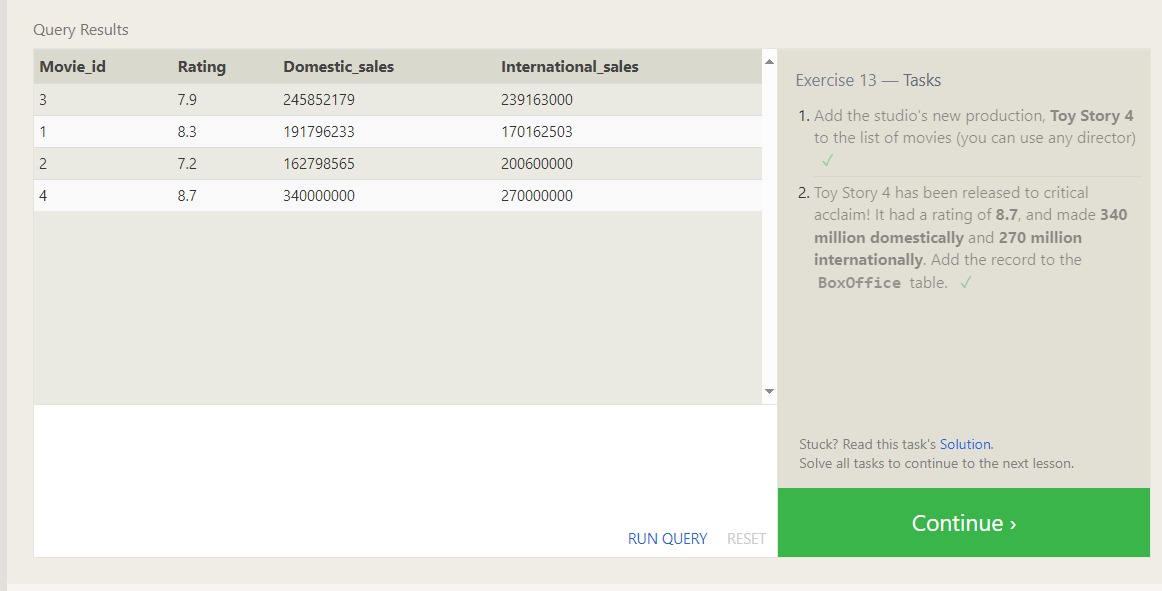 Query Results
Movie_id Rating Domestic_sales International_sales
3 7.9 245852179 239163000
1 8.3 191796233 170162503
2 7.2 162798565 200600000
4 8.7 340000000 270000000
RUN QUERY RESET
Exercise 13 — Tasks
1. Add the studio's new production, Toy Story 4
to the list of movies (you can use any director)
✓
2. Toy Story 4 has been released to critical
acclaim! It had a rating of 8.7, and made 340
million domestically and 270 million
internationally. Add the record to the
BoxOffice table. ✓
Stuck? Read this task's Solution.
Solve all tasks to continue to the next lesson.
Continue ›